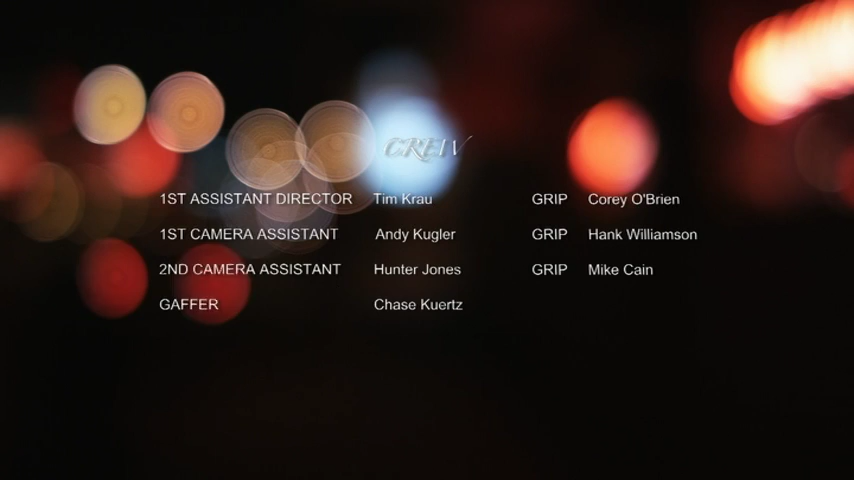 CREW
1ST ASSISTANT DIRECTOR Tim Krau
1ST CAMERA ASSISTANT Andy Kugler
2ND CAMERA ASSISTANT Hunter Jones
GAFFER Chase Kuertz
GRIP Corey O'Brien
GRIP Hank Williamson
GRIP Mike Cain